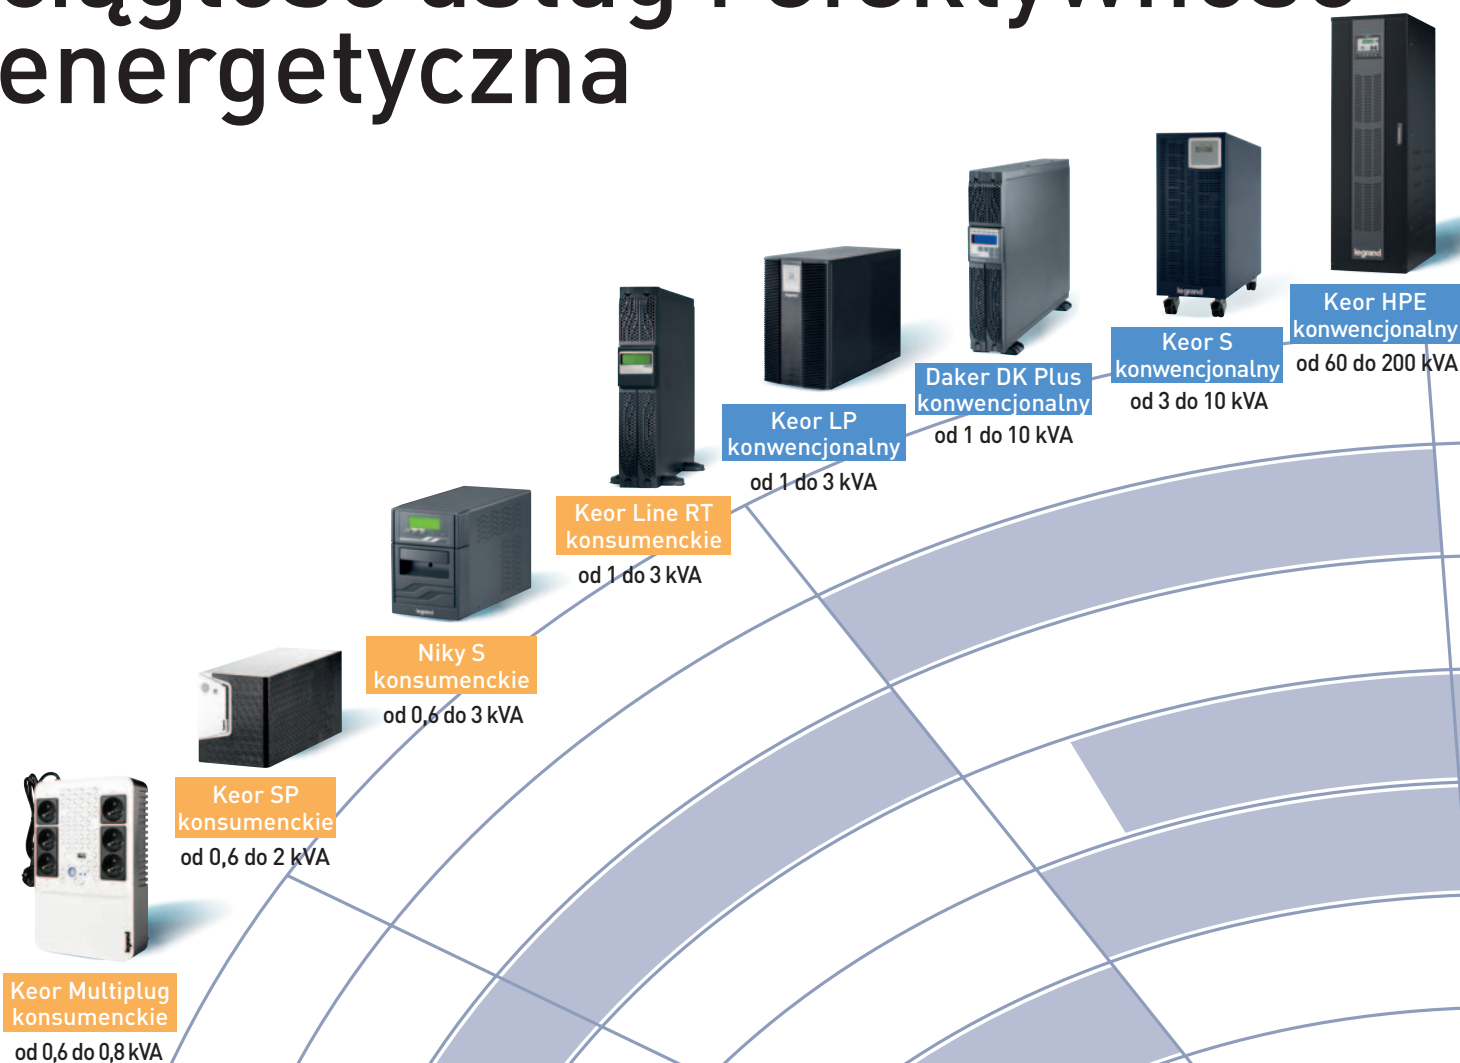 energetyczna
Keor HPE
konwencjonalny
od 60 do 200 kVA
Keor S
konwencjonalny
od 3 do 10 kVA
Daker DK Plus
konwencjonalny
od 1 do 10 kVA
Keor LP
konwencjonalny
od 1 do 3 kVA
Keor Line RT
konsumenckie
od 1 do 3 kVA
Niky S
konsumenckie
od 0,6 do 3 kVA
Keor SP
konsumenckie
od 0,6 do 2 kVA
Keor Multiplug
konsumenckie
od 0,6 do 0,8 kVA
legrand
legrand
legrand